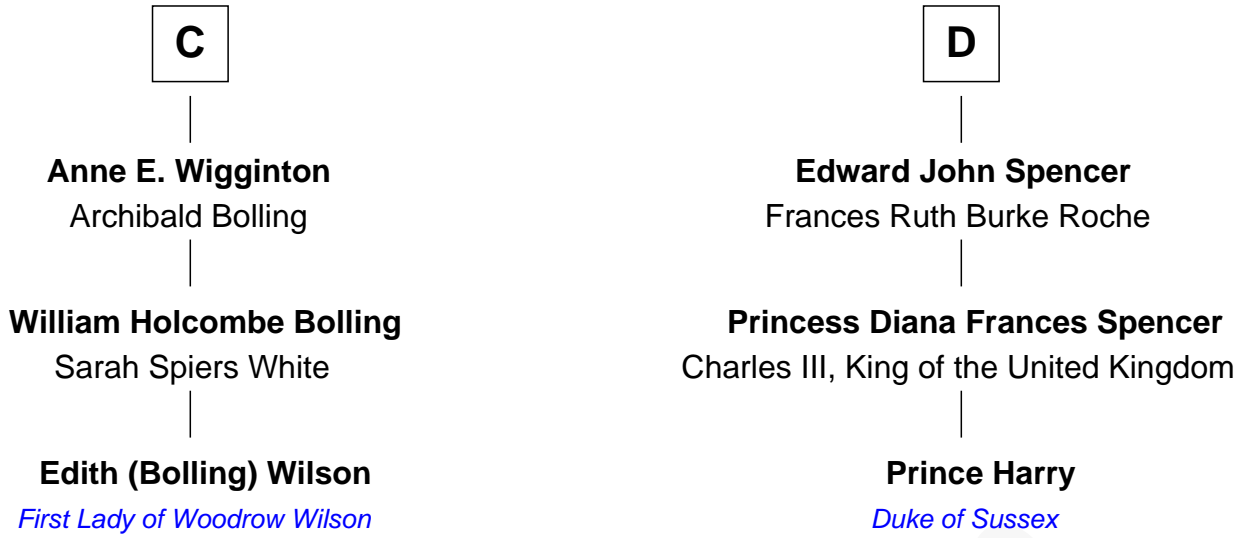 C
Anne E. Wigginton
Archibald Bolling
William Holcombe Bolling
Sarah Spiers White
Edith (Bolling) Wilson
First Lady of Woodrow Wilson
D
Edward John Spencer
Frances Ruth Burke Roche
Princess Diana Frances Spencer
Charles III, King of the United Kingdom
Prince Harry
Duke of Sussex